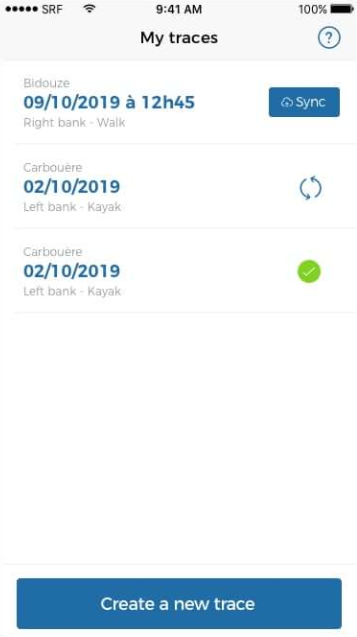 SRF 9:41 AM 100%
My traces ?
Bidouze
09/10/2019 à 12h45
Right bank - Walk
Sync
Carbouère
02/10/2019
Left bank - Kayak
Carbouère
02/10/2019
Left bank - Kayak
Create a new trace